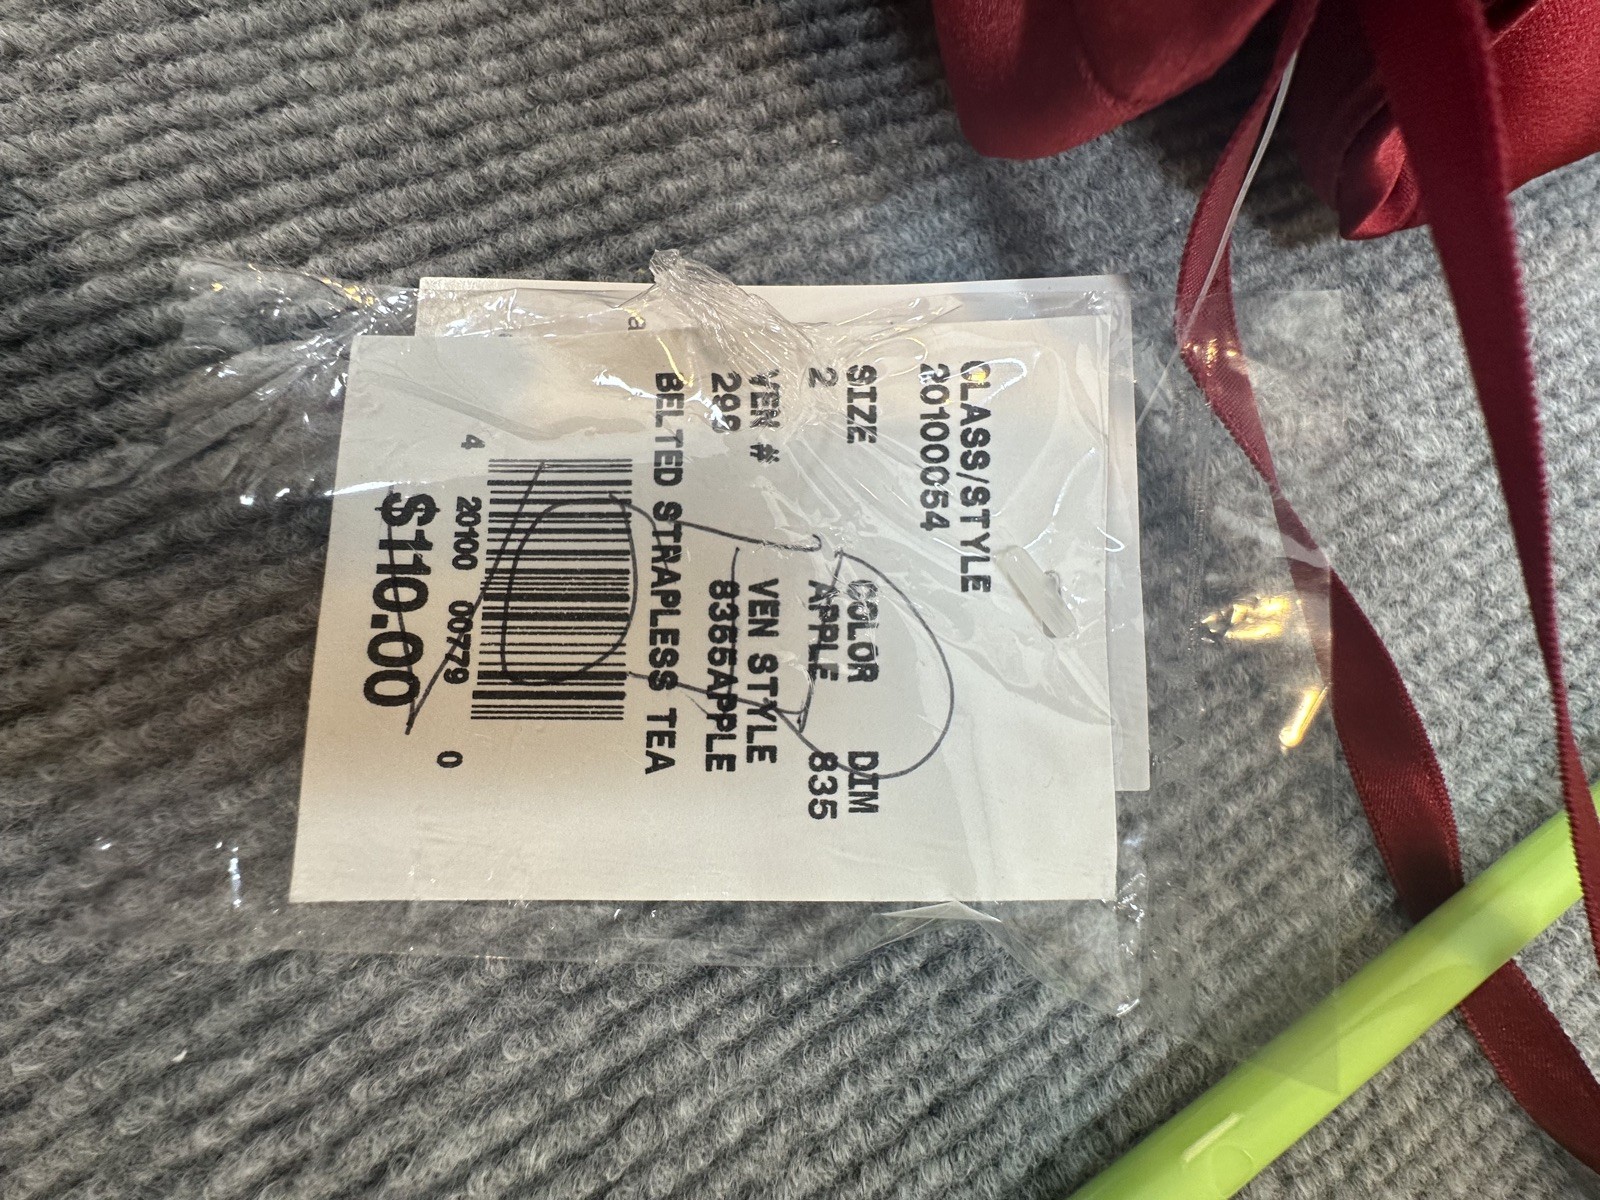 CLASS/STYLE
20100054
SIZE COLOR DIM
2 APPLE 835
VEN # VEN STYLE
298 8355APPLE
BELTED STRAPLESS TEA
4 20100 00779 0
$110.00